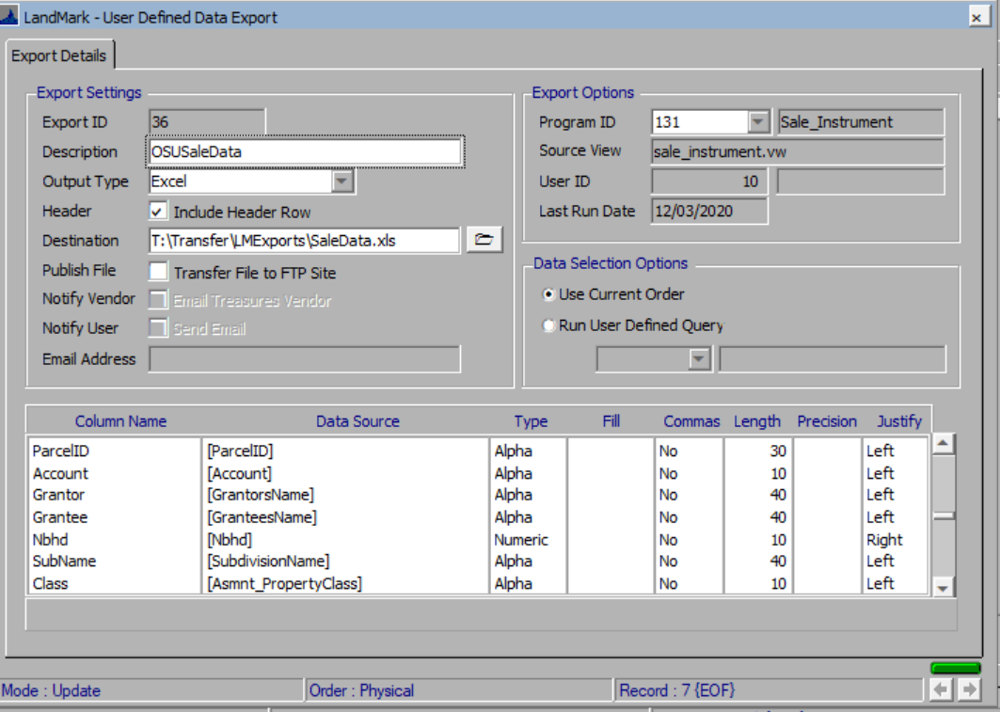 LandMark - User Defined Data Export
Export Details
Export Settings
Export ID 36
Description OSUSaleData
Output Type Excel
Header Include Header Row
Destination T:\Transfer\LMExports\SaleData.xls
Publish File Transfer File to FTP Site
Notify Vendor Email Treasures Vendor
Notify User Send Email
Email Address
Export Options
Program ID 131 Sale_Instrument
Source View sale_instrument.vw
User ID 10
Last Run Date 12/03/2020
Data Selection Options
Use Current Order
Run User Defined Query
Column Name Data Source Type Fill Commas Length Precision Justify
ParcelID [ParcelID] Alpha No 30 Left
Account [Account] Alpha No 10 Left
Grantor [GrantorsName] Alpha No 40 Left
Grantee [GranteesName] Alpha No 40 Left
Nbhd [Nbhd] Numeric No 10 Right
SubName [SubdivisionName] Alpha No 40 Left
Class [Asmnt_PropertyClass] Alpha No 10 Left
Mode : Update Order : Physical Record : 7 {EOF}